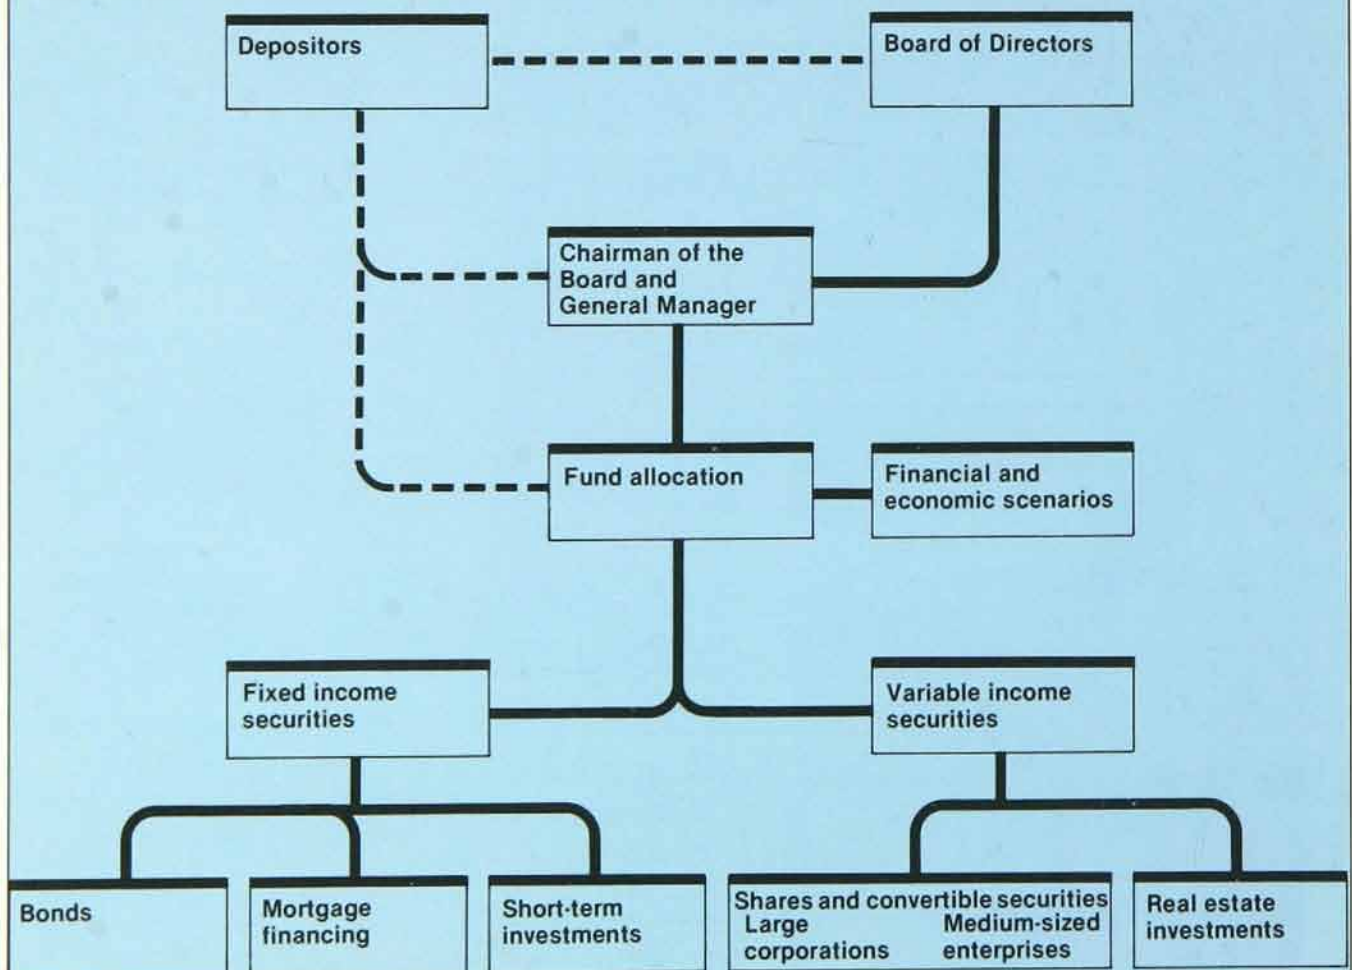 Depositors
Board of Directors
Chairman of the
Board and
General Manager
Fund allocation
Financial and
economic scenarios
Fixed income
securities
Variable income
securities
Bonds
Mortgage
financing
Short-term
investments
Shares and convertible securities
Large
corporations
Medium-sized
enterprises
Real estate
investments